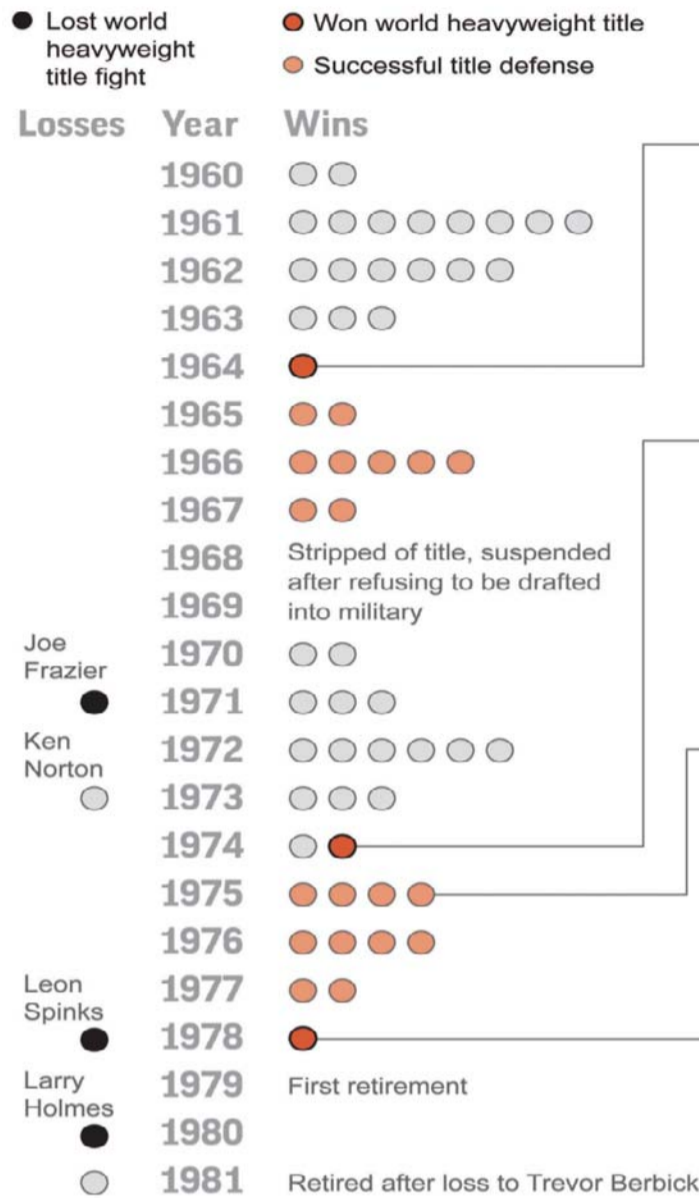 Lost world
heavyweight
title fight
Won world heavyweight title
Successful title defense
Losses Year Wins
1960
1961
1962
1963
1964
1965
1966
1967
1968 Stripped of title, suspended
after refusing to be drafted
1969 into military
Joe
Frazier
1970
1971
Ken
Norton
1972
1973
1974
1975
1976
1977
Leon
Spinks
1978
1979 First retirement
Larry
Holmes
1980
1981 Retired after loss to Trevor Berbick